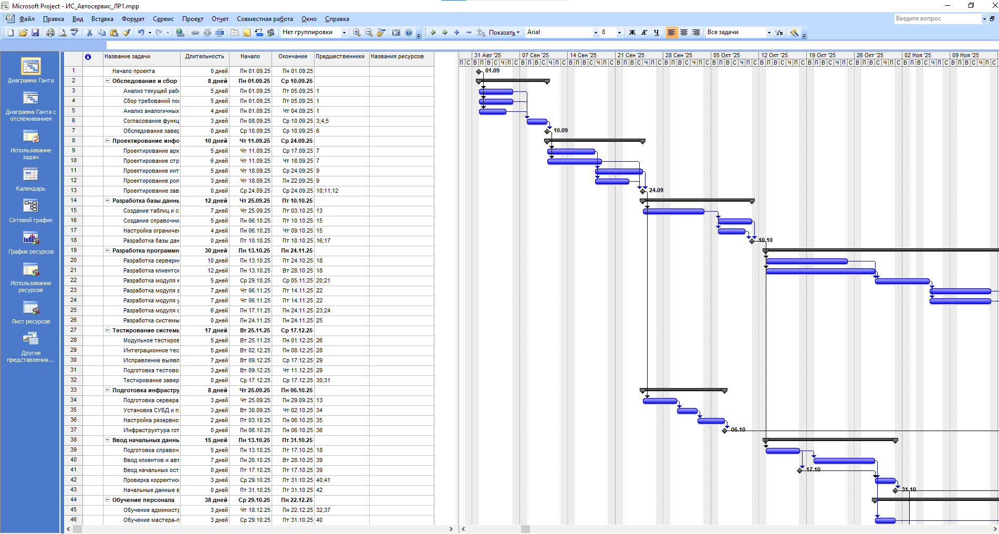 Microsoft Project - ИС_Автосервис_ЛР1.mpp
Файл Правка Вид Вставка Формат Сервис Проект Отчет Совместная работа Окно Справка Введите вопрос
Нет группировки Показать Arial 8 Ж К Ч Все задачи
Диаграмма Ганта
Диаграмма Ганта с отслеживанием
Использование задач
Календарь
Сетевой график
График ресурсов
Использование ресурсов
Лист ресурсов
Другие представления...
Название задачи Длительность Начало Окончание Предшественники Названия ресурсов
1 Начало проекта 0 дней Пн 01.09.25 Пн 01.09.25
2 Обследование и сбор 8 дней Пн 01.09.25 Ср 10.09.25
3 Анализ текущей раб 5 дней Пн 01.09.25 Пт 05.09.25 1
4 Сбор требований по 5 дней Пн 01.09.25 Пт 05.09.25 1
5 Анализ аналогичных 4 дней Пн 01.09.25 Чт 04.09.25 1
6 Согласование функц 3 дней Пн 08.09.25 Ср 10.09.25 3;4;5
7 Обследование завер 0 дней Ср 10.09.25 Ср 10.09.25 6
8 Проектирование инфо 10 дней Чт 11.09.25 Ср 24.09.25
9 Проектирование арх 5 дней Чт 11.09.25 Ср 17.09.25 7
10 Проектирование стр 6 дней Чт 11.09.25 Чт 18.09.25 7
11 Проектирование инт 5 дней Чт 18.09.25 Ср 24.09.25 9
12 Проектирование рол 3 дней Чт 18.09.25 Пн 22.09.25 9
13 Проектирование зав 0 дней Ср 24.09.25 Ср 24.09.25 10;11;12
14 Разработка базы данн 12 дней Чт 25.09.25 Пт 10.10.25
15 Создание таблиц и с 7 дней Чт 25.09.25 Пт 03.10.25 13
16 Создание справочни 5 дней Пн 06.10.25 Пт 10.10.25 15
17 Настройка ограничен 4 дней Пн 06.10.25 Чт 09.10.25 15
18 Разработка базы дан 0 дней Пт 10.10.25 Пт 10.10.25 16;17
19 Разработка программн 30 дней Пн 13.10.25 Пн 24.11.25
20 Разработка серверн 10 дней Пн 13.10.25 Пт 24.10.25 18
21 Разработка клиентск 12 дней Пн 13.10.25 Вт 28.10.25 18
22 Разработка модуля к 5 дней Ср 29.10.25 Ср 05.11.25 20;21
23 Разработка модуля з 7 дней Чт 06.11.25 Пт 14.11.25 22
24 Разработка модуля у 7 дней Чт 06.11.25 Пт 14.11.25 22
25 Разработка модуля с 6 дней Пн 17.11.25 Пн 24.11.25 23;24
26 Разработка системы 0 дней Пн 24.11.25 Пн 24.11.25 25
27 Тестирование системы 17 дней Вт 25.11.25 Ср 17.12.25
28 Модульное тестиров 5 дней Вт 25.11.25 Пн 01.12.25 26
29 Интеграционное тес 5 дней Вт 02.12.25 Пн 08.12.25 28
30 Исправление выявл 7 дней Вт 09.12.25 Ср 17.12.25 29
31 Подготовка тестово 3 дней Вт 09.12.25 Чт 11.12.25 29
32 Тестирование завер 0 дней Ср 17.12.25 Ср 17.12.25 30;31
33 Подготовка инфрастру 8 дней Чт 25.09.25 Пн 06.10.25
34 Подготовка сервера 3 дней Чт 25.09.25 Пн 29.09.25 13
35 Установка СУБД и п 3 дней Вт 30.09.25 Чт 02.10.25 34
36 Настройка резервно 2 дней Пт 03.10.25 Пн 06.10.25 35
37 Инфраструктура гот 0 дней Пн 06.10.25 Пн 06.10.25 36
38 Ввод начальных данн 15 дней Пн 13.10.25 Пт 31.10.25
39 Подготовка справоч 5 дней Пн 13.10.25 Пт 17.10.25 18
40 Ввод клиентов и авт 7 дней Пн 20.10.25 Вт 28.10.25 39
41 Ввод начальных ост 0 дней Пт 17.10.25 Пт 17.10.25 39
42 Проверка корректно 3 дней Ср 29.10.25 Пт 31.10.25 40;41
43 Начальные данные в 0 дней Пт 31.10.25 Пт 31.10.25 42
44 Обучение персонала 38 дней Ср 29.10.25 Пн 22.12.25
45 Обучение администр 3 дней Чт 18.12.25 Пн 22.12.25 32;37
46 Обучение мастера-п 3 дней Ср 29.10.25 Пт 31.10.25 40
31 Авг '25 07 Сен '25 14 Сен '25 21 Сен '25 28 Сен '25 05 Окт '25 12 Окт '25 19 Окт '25 26 Окт '25 02 Ноя '25 09 Ноя '25
П С В П В С Ч П С В П В С Ч П С В П В С Ч П С В П В С Ч П С В П В С Ч П С В П В С Ч П С В П В С Ч П С В П В С Ч П С В П В С Ч П С В П В С Ч П С В П В С Ч П С
01.09
10.09
24.09
10.10
06.10
17.10
31.10